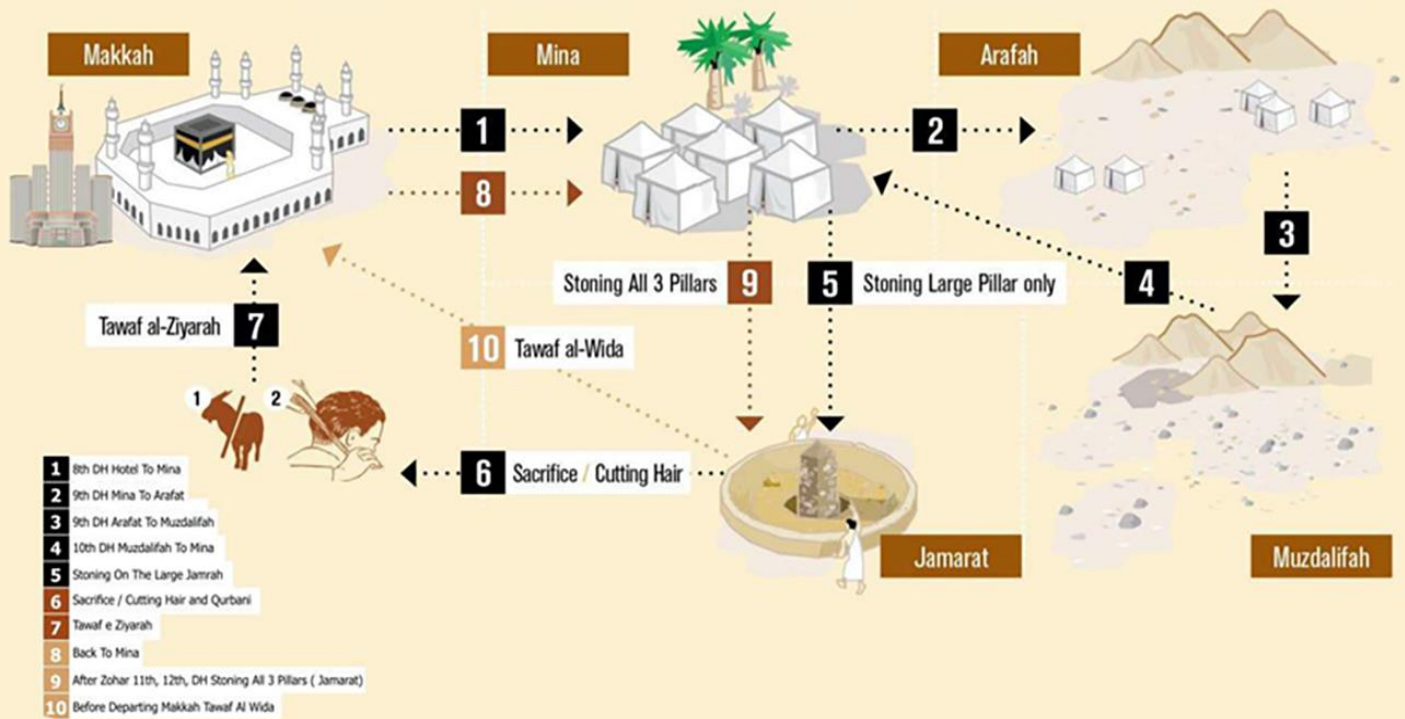 Makkah
Mina
Arafah
1
2
8
3
Stoning All 3 Pillars
9
5
Stoning Large Pillar only
4
Tawaf al-Ziyarah
7
10
Tawaf al-Wida
1
2
6
Sacrifice / Cutting Hair
Jamarat
Muzdalifah
1 8th DH Hotel To Mina
2 9th DH Mina To Arafat
3 9th DH Arafat To Muzdalifah
4 10th DH Muzdalifah To Mina
5 Stoning On The Large Jamrah
6 Sacrifice / Cutting Hair and Qurbani
7 Tawaf e Ziyarah
8 Back To Mina
9 After Zohar 11th, 12th, DH Stoning All 3 Pillars ( Jamarat)
10 Before Departing Makkah Tawaf Al Wida